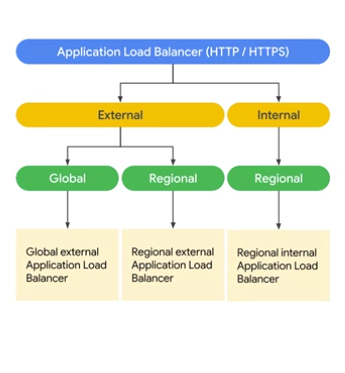 Application Load Balancer (HTTP / HTTPS)
External
Internal
Global
Regional
Regional
Global external
Application Load
Balancer
Regional external
Application Load
Balancer
Regional internal
Application Load
Balancer